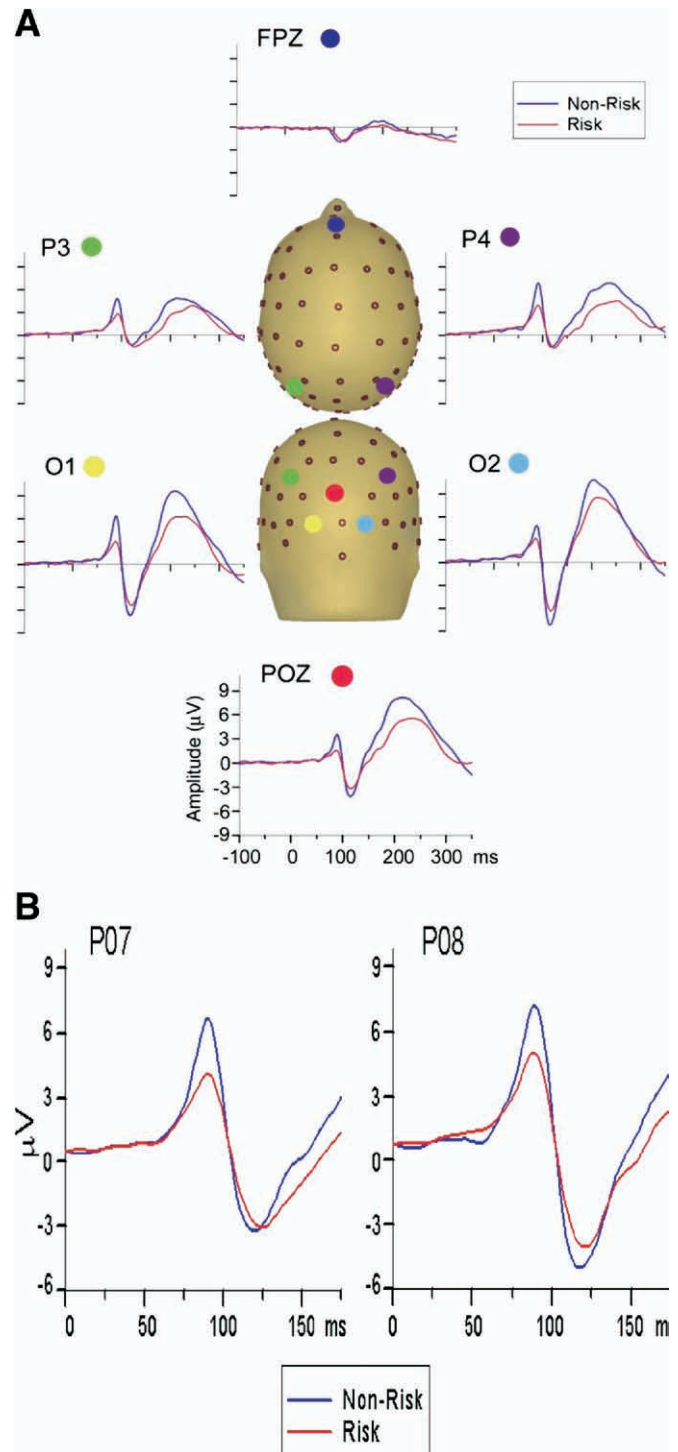 A
FPZ
Non-Risk
Risk
P3
P4
O1
O2
POZ
Amplitude (μV)
9
6
3
0
-3
-6
-9
-100 0 100 200 300 ms
B
P07
P08
μV
9
6
3
0
-3
-6
9
6
3
0
-3
-6
0 50 100 150 ms
0 50 100 150 m
Non-Risk
Risk